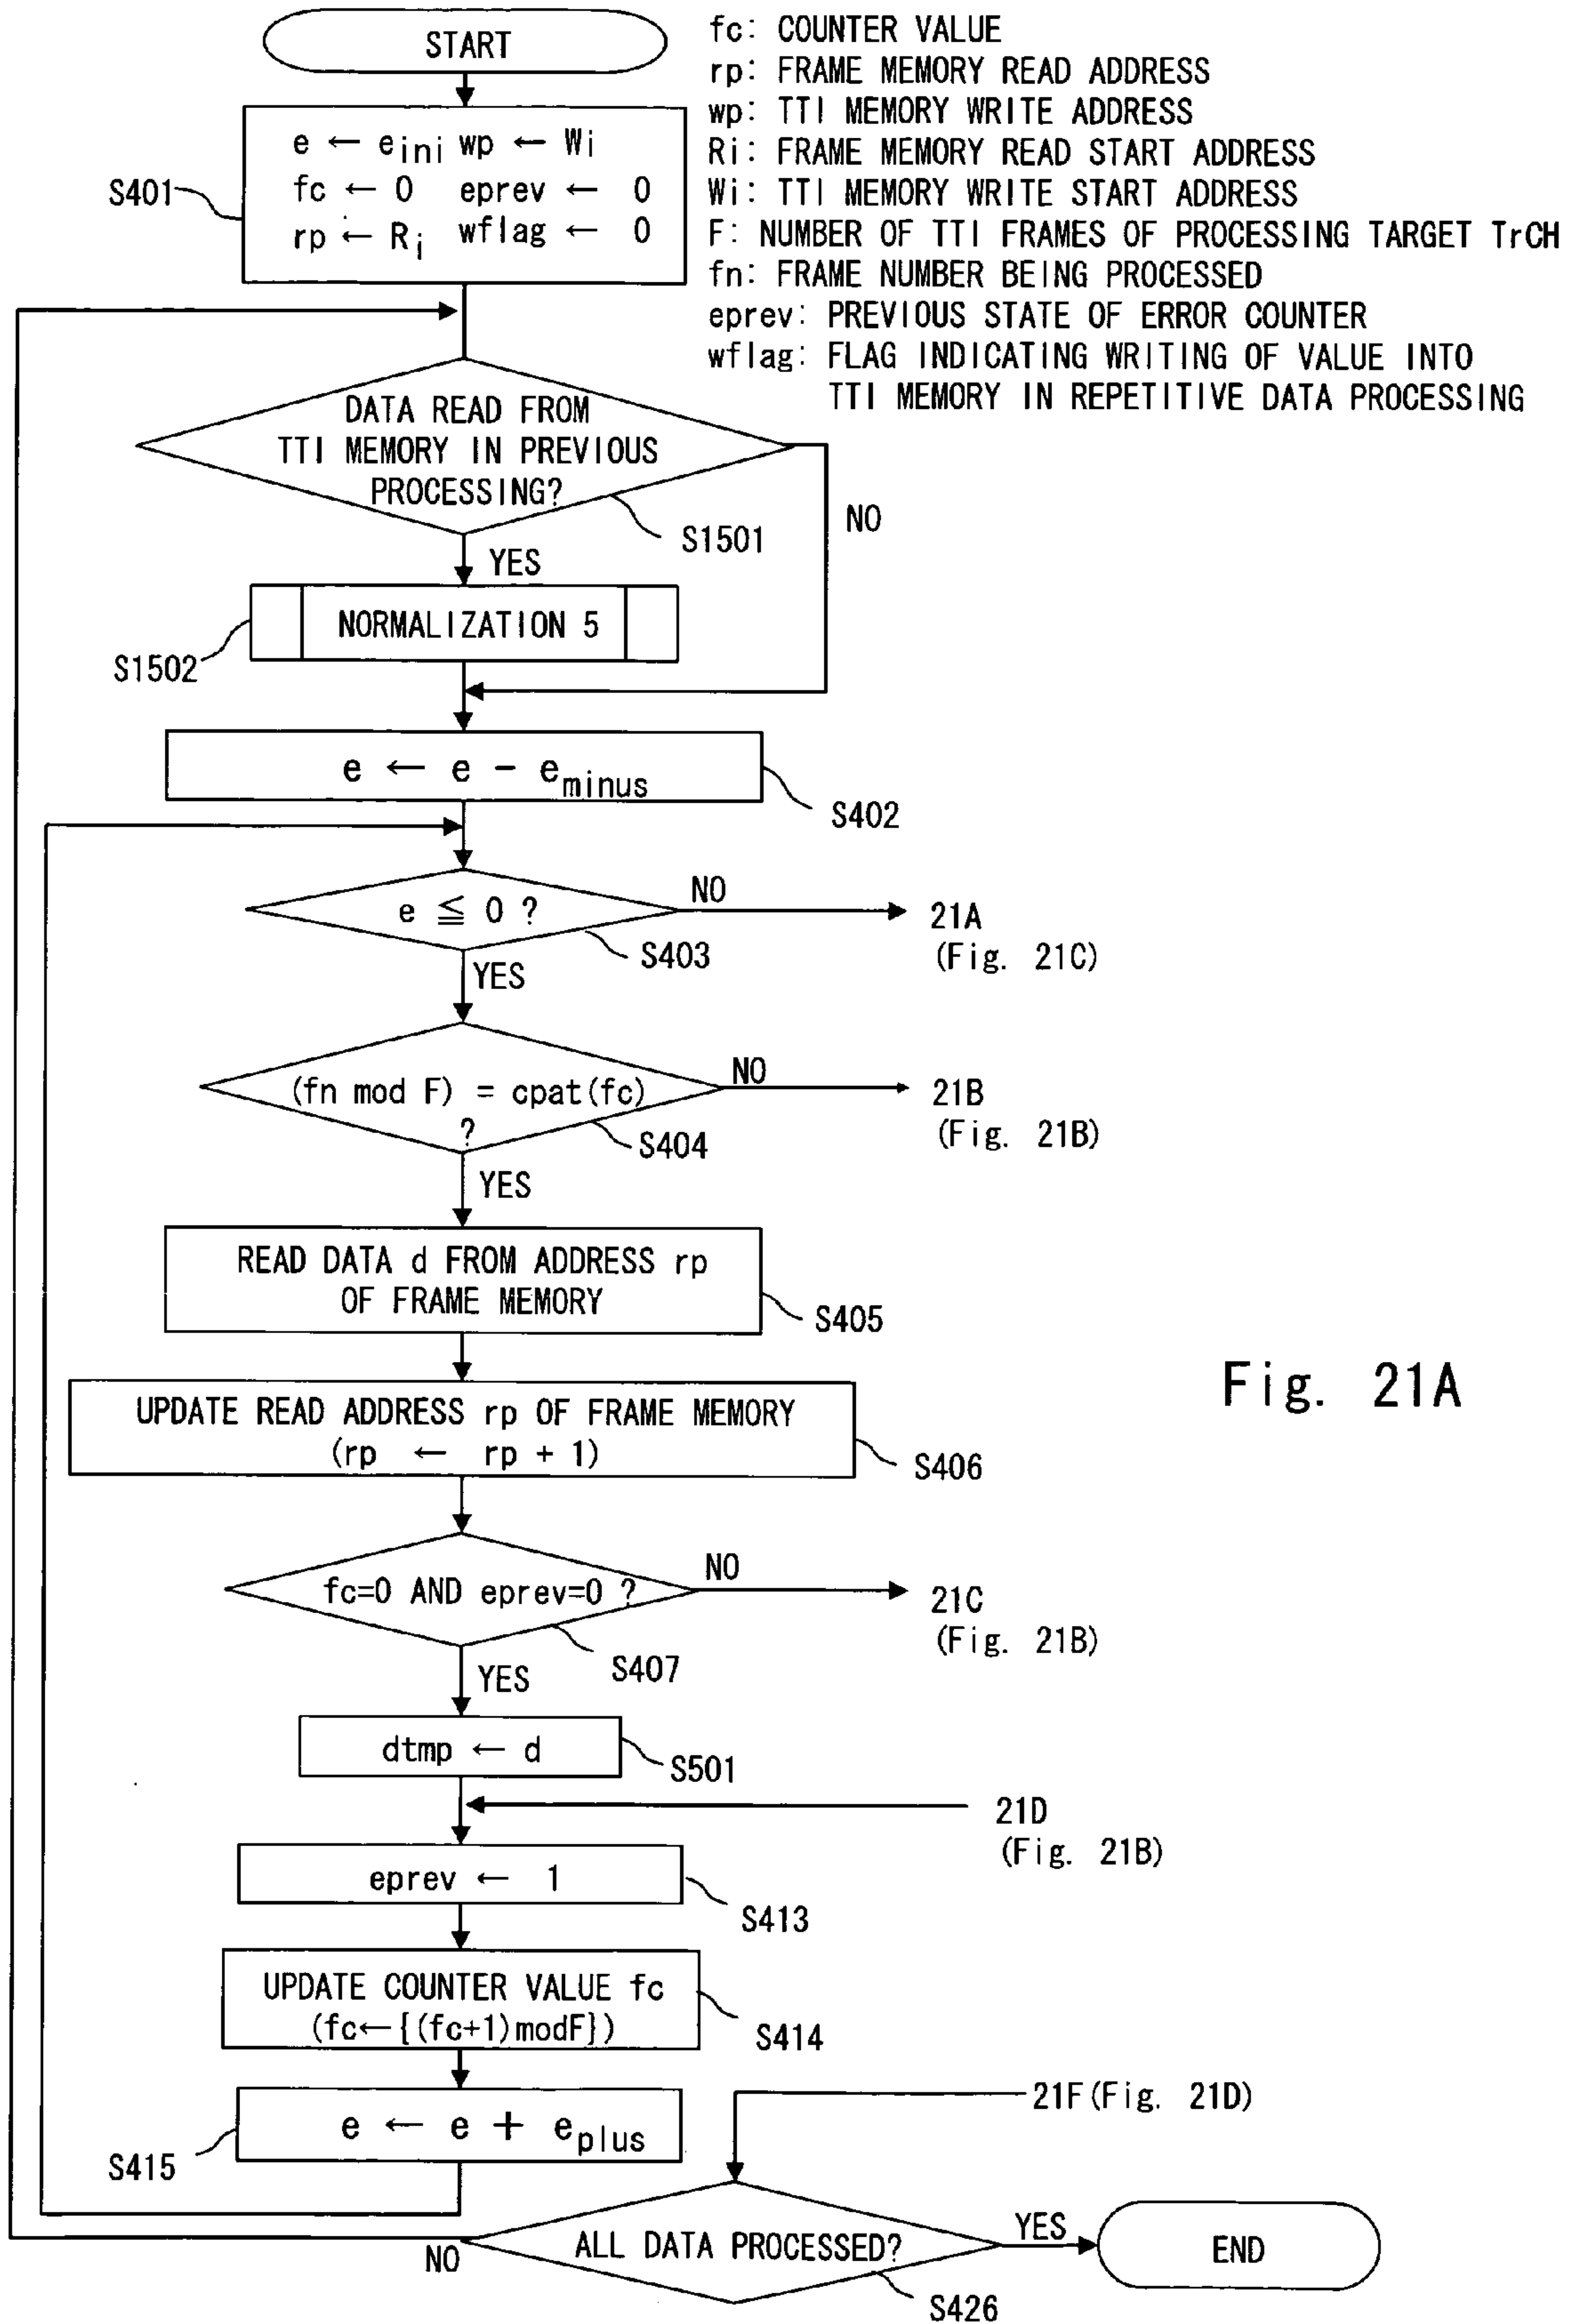 START
fc: COUNTER VALUE
rp: FRAME MEMORY READ ADDRESS
wp: TTI MEMORY WRITE ADDRESS
Ri: FRAME MEMORY READ START ADDRESS
Wi: TTI MEMORY WRITE START ADDRESS
F: NUMBER OF TTI FRAMES OF PROCESSING TARGET TrCH
fn: FRAME NUMBER BEING PROCESSED
eprev: PREVIOUS STATE OF ERROR COUNTER
wflag: FLAG INDICATING WRITING OF VALUE INTO
TTI MEMORY IN REPETITIVE DATA PROCESSING
e ← eini wp ← Wi
fc ← 0 eprev ← 0
rp ← Ri wflag ← 0
S401
DATA READ FROM
TTI MEMORY IN PREVIOUS
PROCESSING?
S1501
NO
YES
NORMALIZATION 5
S1502
e ← e - eminus
S402
e ≦ 0 ?
NO
21A
(Fig. 21C)
S403
YES
(fn mod F) = cpat(fc)
?
NO
21B
(Fig. 21B)
S404
YES
READ DATA d FROM ADDRESS rp
OF FRAME MEMORY
S405
Fig. 21A
UPDATE READ ADDRESS rp OF FRAME MEMORY
(rp ← rp + 1)
S406
fc=0 AND eprev=0 ?
NO
21C
(Fig. 21B)
S407
YES
dtmp ← d
S501
21D
(Fig. 21B)
eprev ← 1
S413
UPDATE COUNTER VALUE fc
(fc←{(fc+1)modF})
S414
21F(Fig. 21D)
e ← e + eplus
S415
ALL DATA PROCESSED?
YES
END
NO
S426